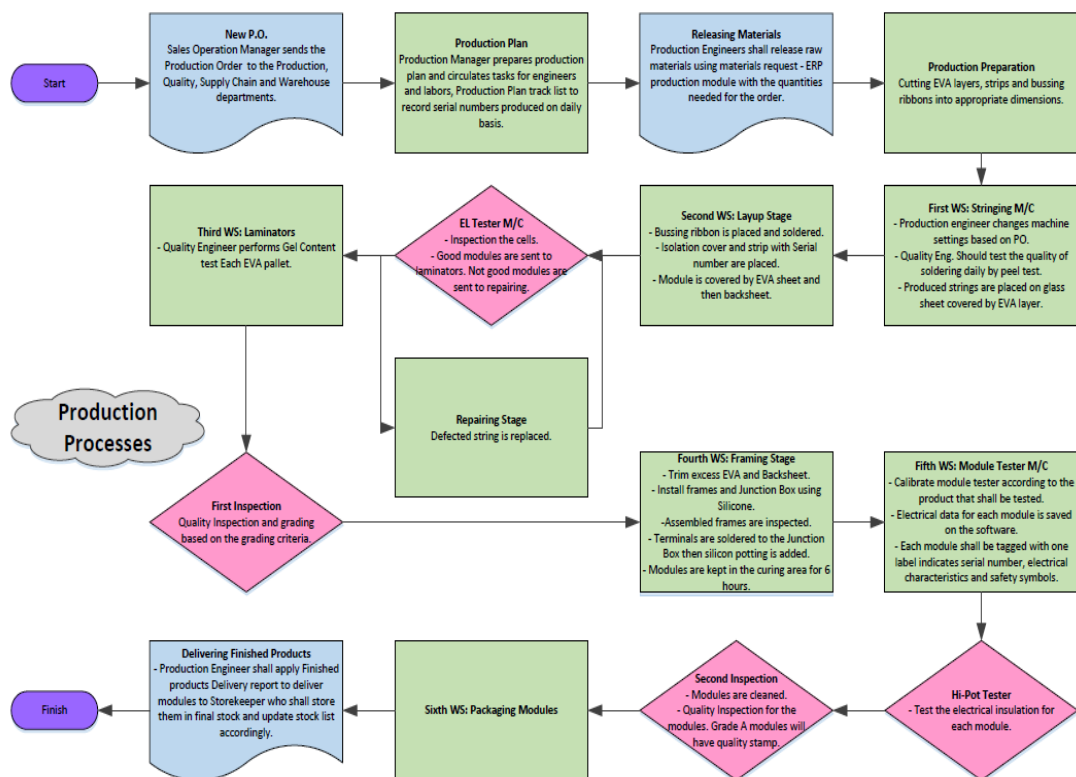 Start
New P.O.
Sales Operation Manager sends the
Production Order to the Production,
Quality, Supply Chain and Warehouse
departments.
Production Plan
Production Manager prepares production
plan and circulates tasks for engineers
and labors, Production Plan track list to
record serial numbers produced on daily
basis.
Releasing Materials
Production Engineers shall release raw
materials using materials request - ERP
production module with the quantities
needed for the order.
Production Preparation
Cutting EVA layers, strips and bussing
ribbons into appropriate dimensions.
First WS: Stringing M/C
- Production engineer changes machine
settings based on PO.
- Quality Eng. Should test the quality of
soldering daily by peel test.
- Produced strings are placed on glass
sheet covered by EVA layer.
Second WS: Layup Stage
- Bussing ribbon is placed and soldered.
- Isolation cover and strip with Serial
number are placed.
- Module is covered by EVA sheet and
then backsheet.
EL Tester M/C
- Inspection the cells.
- Good modules are sent to
laminators. Not good modules are
sent to repairing.
Third WS: Laminators
- Quality Engineer performs Gel Content
test Each EVA pallet.
Repairing Stage
Defected string is replaced.
Production
Processes
First Inspection
Quality Inspection and grading
based on the grading criteria.
Fourth WS: Framing Stage
- Trim excess EVA and Backsheet.
- Install frames and Junction Box using
Silicone.
-Assembled frames are inspected.
- Terminals are soldered to the Junction
Box then silicon potting is added.
- Modules are kept in the curing area for 6
hours.
Fifth WS: Module Tester M/C
- Calibrate module tester according to the
product that shall be tested.
- Electrical data for each module is saved
on the software.
- Each module shall be tagged with one
label indicates serial number, electrical
characteristics and safety symbols.
Hi-Pot Tester
- Test the electrical insulation for
each module.
Second Inspection
- Modules are cleaned.
- Quality Inspection for the
modules. Grade A modules will
have quality stamp.
Sixth WS: Packaging Modules
Delivering Finished Products
- Production Engineer shall apply Finished
products Delivery report to deliver
modules to Storekeeper who shall store
them in final stock and update stock list
accordingly.
Finish